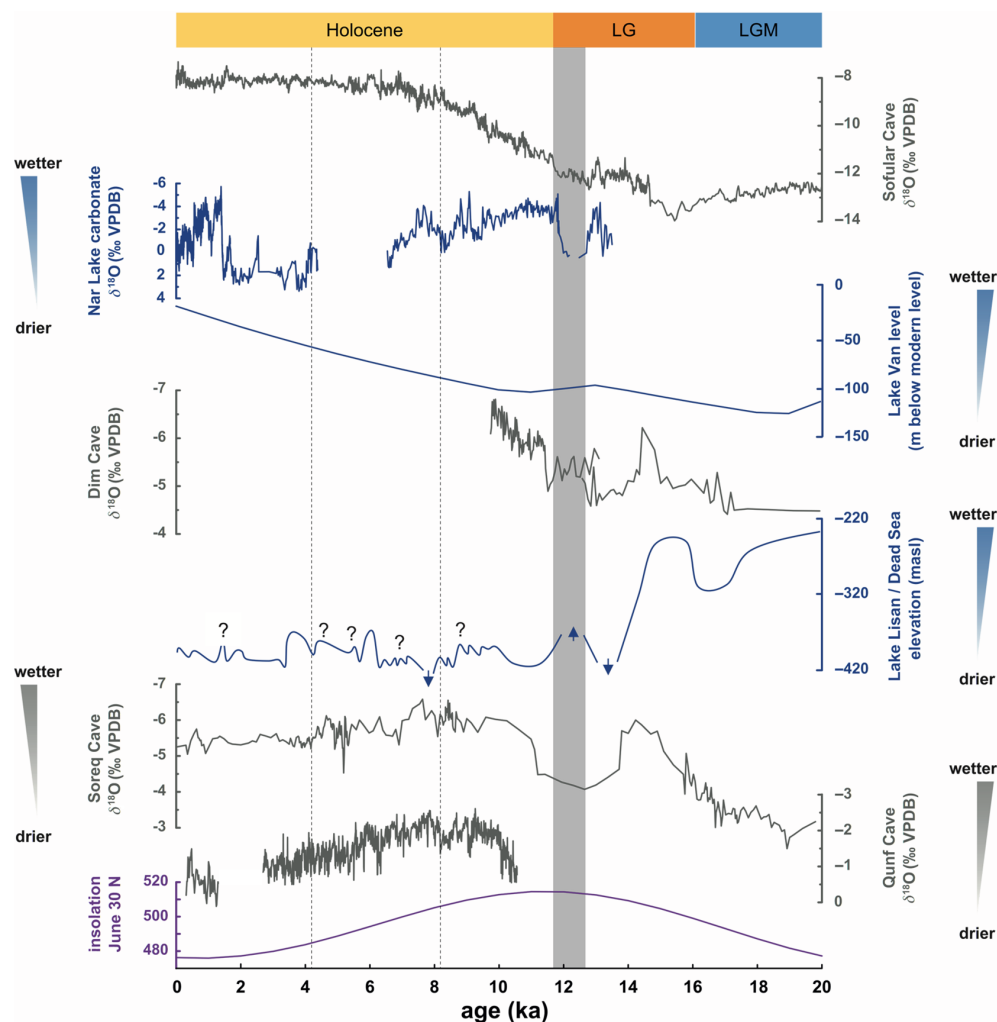 Holocene
LG
LGM
−8
−10
−12
−14
Sofular Cave
δ¹⁸O (‰ VPDB)
wetter
drier
Nar Lake carbonate
δ¹⁸O (‰ VPDB)
-6
-4
-2
0
2
4
0
−50
−100
−150
Lake Van level
(m below modern level)
wetter
drier
-7
-6
-5
-4
Dim Cave
δ¹⁸O (‰ VPDB)
−220
−320
−420
Lake Lisan / Dead Sea
elevation (masl)
wetter
drier
?
?
?
?
?
wetter
drier
Soreq Cave
δ¹⁸O (‰ VPDB)
-7
-6
-5
-4
-3
−3
−2
−1
0
Qunf Cave
δ¹⁸O (‰ VPDB)
wetter
drier
insolation
June 30 N
520
500
480
0
2
4
6
8
10
12
14
16
18
20
age (ka)